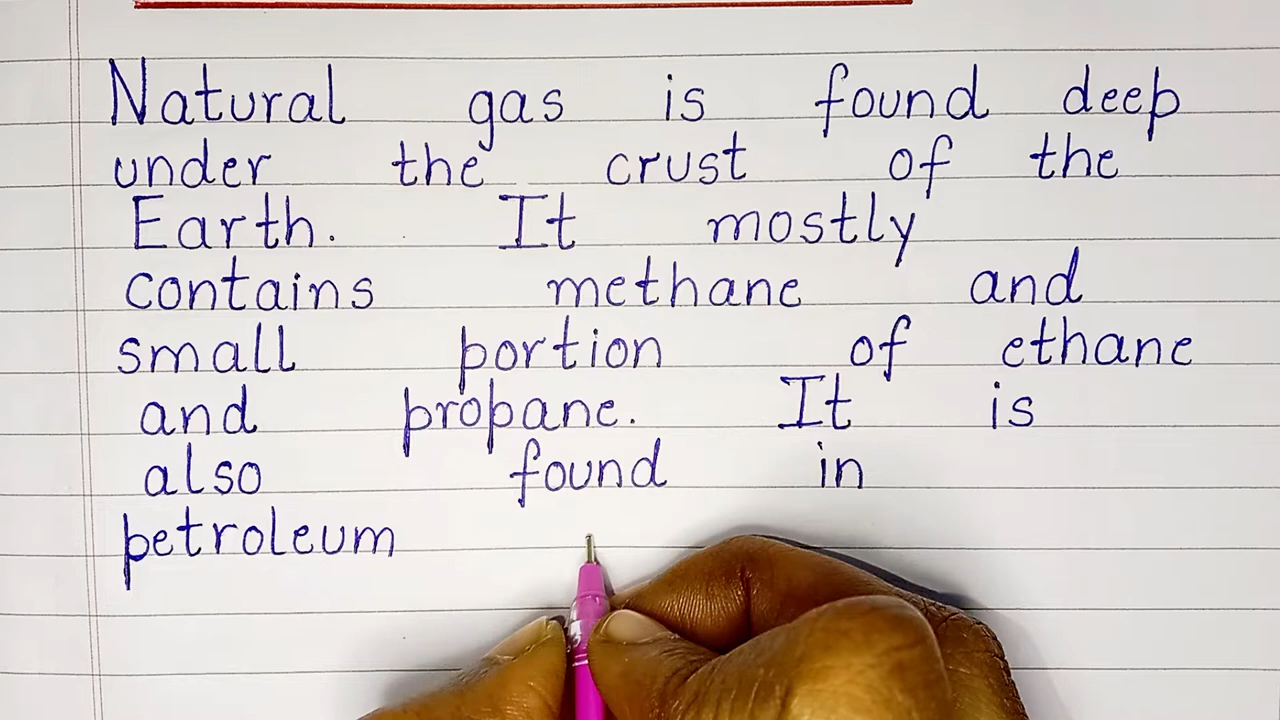 Natural gas is found deep
under the crust of the
Earth. It mostly
contains methane and
small portion of ethane
and propane. It is
also found in
petroleum